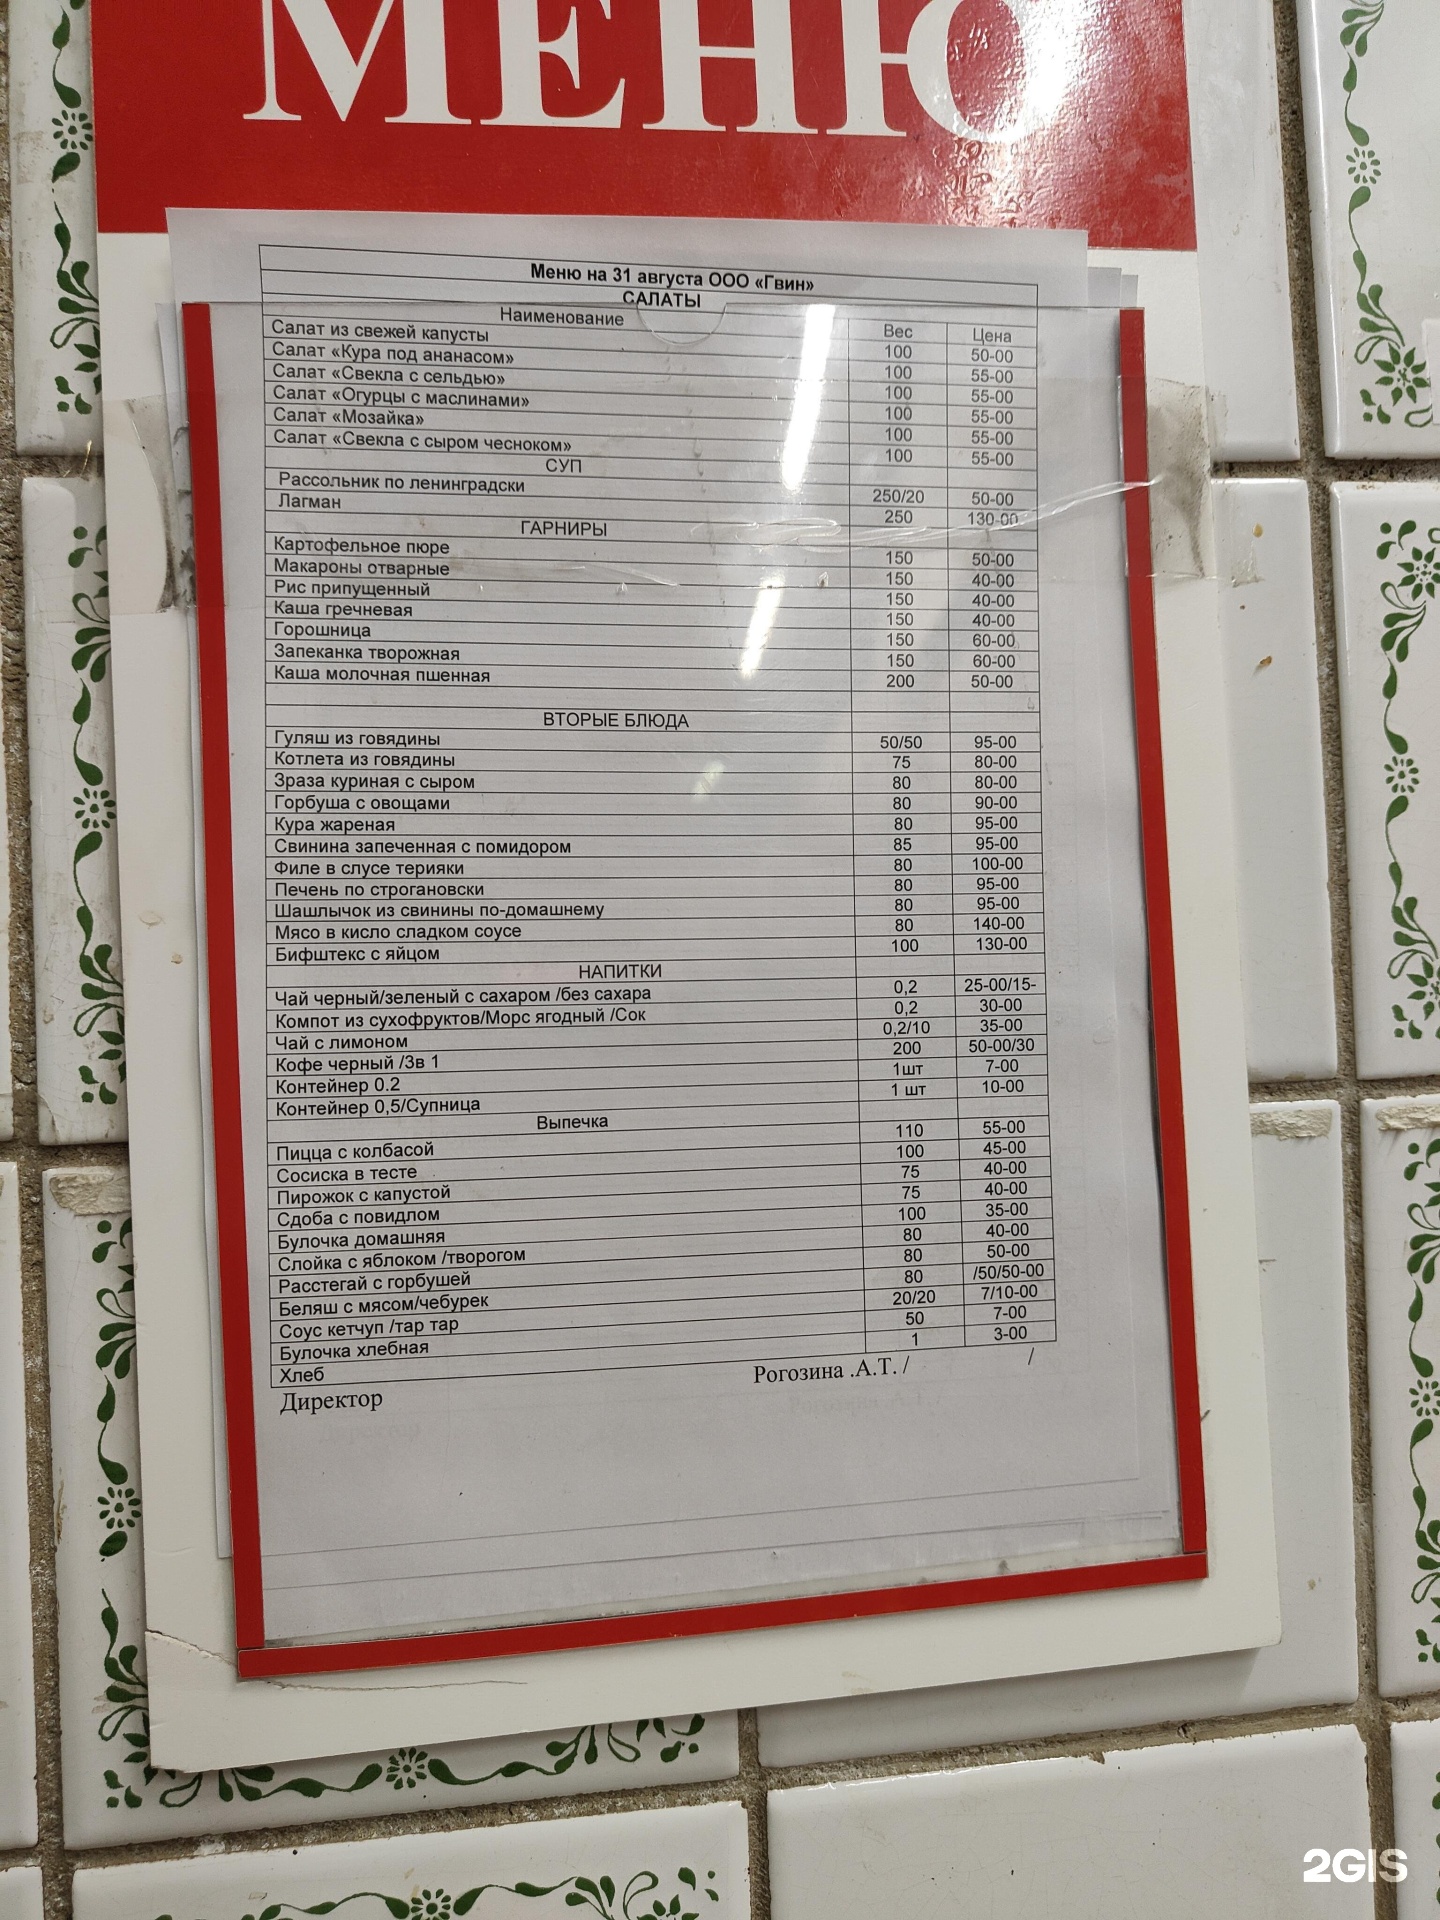 МЕНЮ
Меню на 31 августа ООО «Гвин»
САЛАТЫ
Наименование Вес Цена
Салат из свежей капусты 100 50-00
Салат «Кура под ананасом» 100 55-00
Салат «Свекла с сельдью» 100 55-00
Салат «Огурцы с маслинами» 100 55-00
Салат «Мозайка» 100 55-00
Салат «Свекла с сыром чесноком» 100 55-00
СУП
Рассольник по ленинградски 250/20 50-00
Лагман 250 130-00
ГАРНИРЫ
Картофельное пюре 150 50-00
Макароны отварные 150 40-00
Рис припущенный 150 40-00
Каша гречневая 150 40-00
Горошница 150 60-00
Запеканка творожная 150 60-00
Каша молочная пшенная 200 50-00
ВТОРЫЕ БЛЮДА
Гуляш из говядины 50/50 95-00
Котлета из говядины 75 80-00
Зраза куриная с сыром 80 80-00
Горбуша с овощами 80 90-00
Кура жареная 80 95-00
Свинина запеченная с помидором 85 95-00
Филе в слусе терияки 80 100-00
Печень по строгановски 80 95-00
Шашлычок из свинины по-домашнему 80 95-00
Мясо в кисло сладком соусе 80 140-00
Бифштекс с яйцом 100 130-00
НАПИТКИ
Чай черный/зеленый с сахаром /без сахара 0,2 25-00/15-
Компот из сухофруктов/Морс ягодный /Сок 0,2 30-00
Чай с лимоном 0,2/10 35-00
Кофе черный /3в 1 200 50-00/30
Контейнер 0.2 1шт 7-00
Контейнер 0,5/Супница 1 шт 10-00
Выпечка
Пицца с колбасой 110 55-00
Сосиска в тесте 100 45-00
Пирожок с капустой 75 40-00
Сдоба с повидлом 75 40-00
Булочка домашняя 100 35-00
Слойка с яблоком /творогом 80 40-00
Расстегай с горбушей 80 50-00
Беляш с мясом/чебурек 80 /50/50-00
Соус кетчуп /тар тар 20/20 7/10-00
Булочка хлебная 50 7-00
Хлеб 1 3-00
Директор Рогозина .А.Т. / /
2GIS